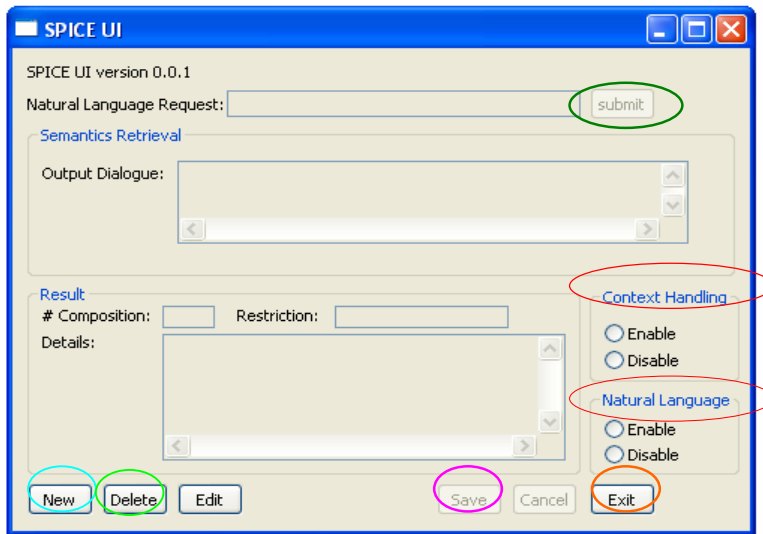 SPICE UI
SPICE UI version 0.0.1
Natural Language Request: submit
Semantics Retrieval
Output Dialogue:
Result
# Composition: Restriction:
Details:
Context Handling
Enable
Disable
Natural Language
Enable
Disable
New Delete Edit Save Cancel Exit